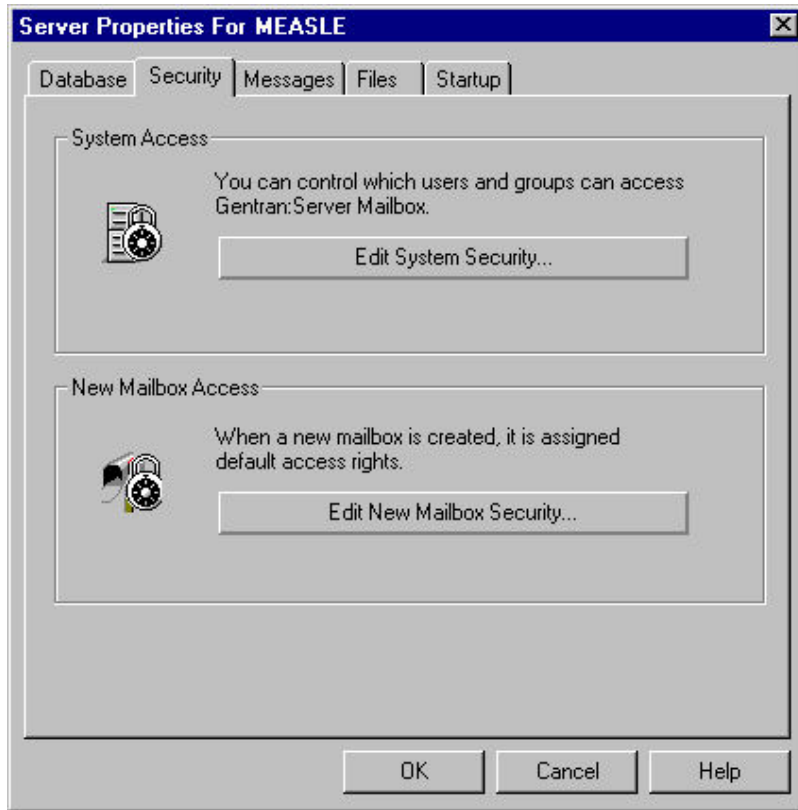 Server Properties For MEASLE
Database Security Messages Files Startup
System Access
You can control which users and groups can access
Gentran:Server Mailbox.
Edit System Security...
New Mailbox Access
When a new mailbox is created, it is assigned
default access rights.
Edit New Mailbox Security...
OK Cancel Help